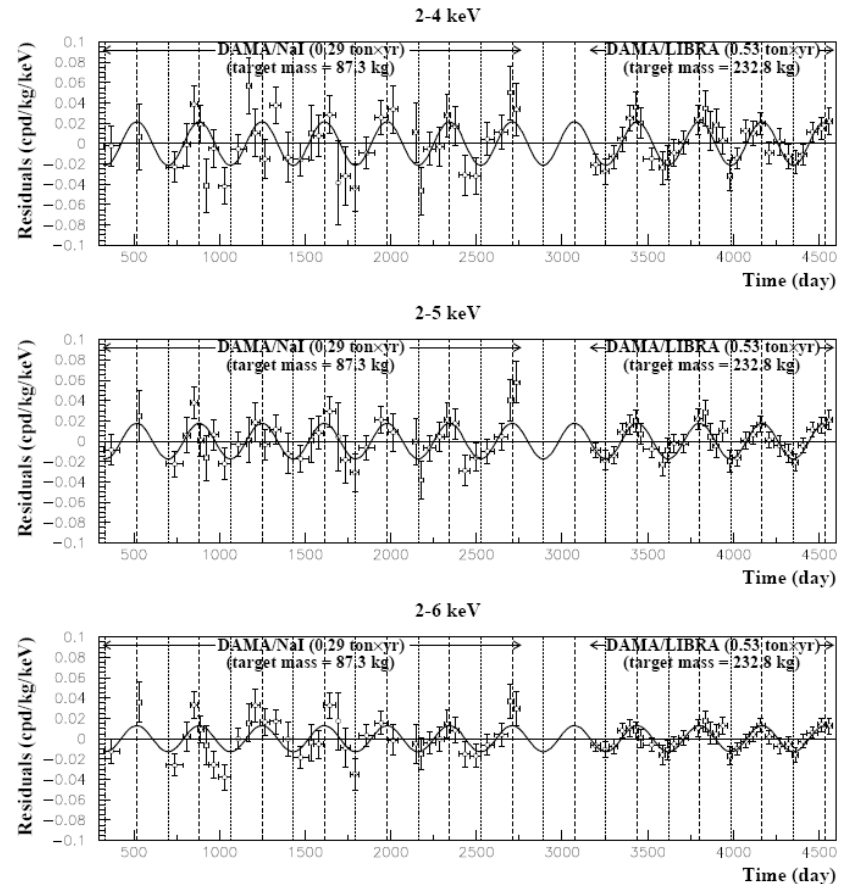 2-4 keV
DAMA/NaI (0.29 ton×yr)
(target mass = 87.3 kg)
DAMA/LIBRA (0.53 ton×yr)
(target mass = 232.8 kg)
Residuals (cpd/kg/keV)
0.1
0.08
0.06
0.04
0.02
0
−0.02
−0.04
−0.06
−0.08
−0.1
500 1000 1500 2000 2500 3000 3500 4000 4500
Time (day)
2-5 keV
DAMA/NaI (0.29 ton×yr)
(target mass = 87.3 kg)
DAMA/LIBRA (0.53 ton×yr)
(target mass = 232.8 kg)
Residuals (cpd/kg/keV)
0.1
0.08
0.06
0.04
0.02
0
−0.02
−0.04
−0.06
−0.08
−0.1
500 1000 1500 2000 2500 3000 3500 4000 4500
Time (day)
2-6 keV
DAMA/NaI (0.29 ton×yr)
(target mass = 87.3 kg)
DAMA/LIBRA (0.53 ton×yr)
(target mass = 232.8 kg)
Residuals (cpd/kg/keV)
0.1
0.08
0.06
0.04
0.02
0
−0.02
−0.04
−0.06
−0.08
−0.1
500 1000 1500 2000 2500 3000 3500 4000 4500
Time (day)